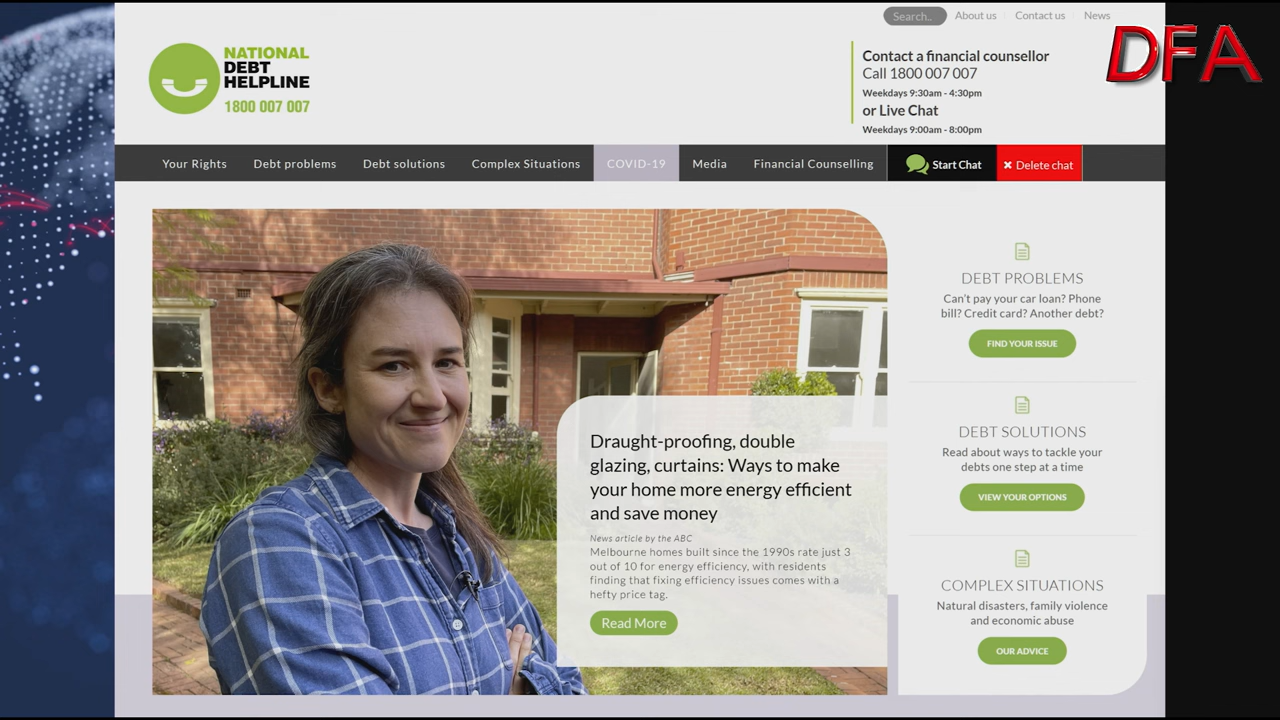 Search..
About us
Contact us
News
DFA
NATIONAL
DEBT
HELPLINE
1800 007 007
Contact a financial counsellor
Call 1800 007 007
Weekdays 9:30am - 4:30pm
or Live Chat
Weekdays 9:00am - 8:00pm
Your Rights
Debt problems
Debt solutions
Complex Situations
COVID-19
Media
Financial Counselling
Start Chat
Delete chat
Draught-proofing, double
glazing, curtains: Ways to make
your home more energy efficient
and save money
News article by the ABC
Melbourne homes built since the 1990s rate just 3
out of 10 for energy efficiency, with residents
finding that fixing efficiency issues comes with a
hefty price tag.
Read More
DEBT PROBLEMS
Can't pay your car loan? Phone
bill? Credit card? Another debt?
FIND YOUR ISSUE
DEBT SOLUTIONS
Read about ways to tackle your
debts one step at a time
VIEW YOUR OPTIONS
COMPLEX SITUATIONS
Natural disasters, family violence
and economic abuse
OUR ADVICE